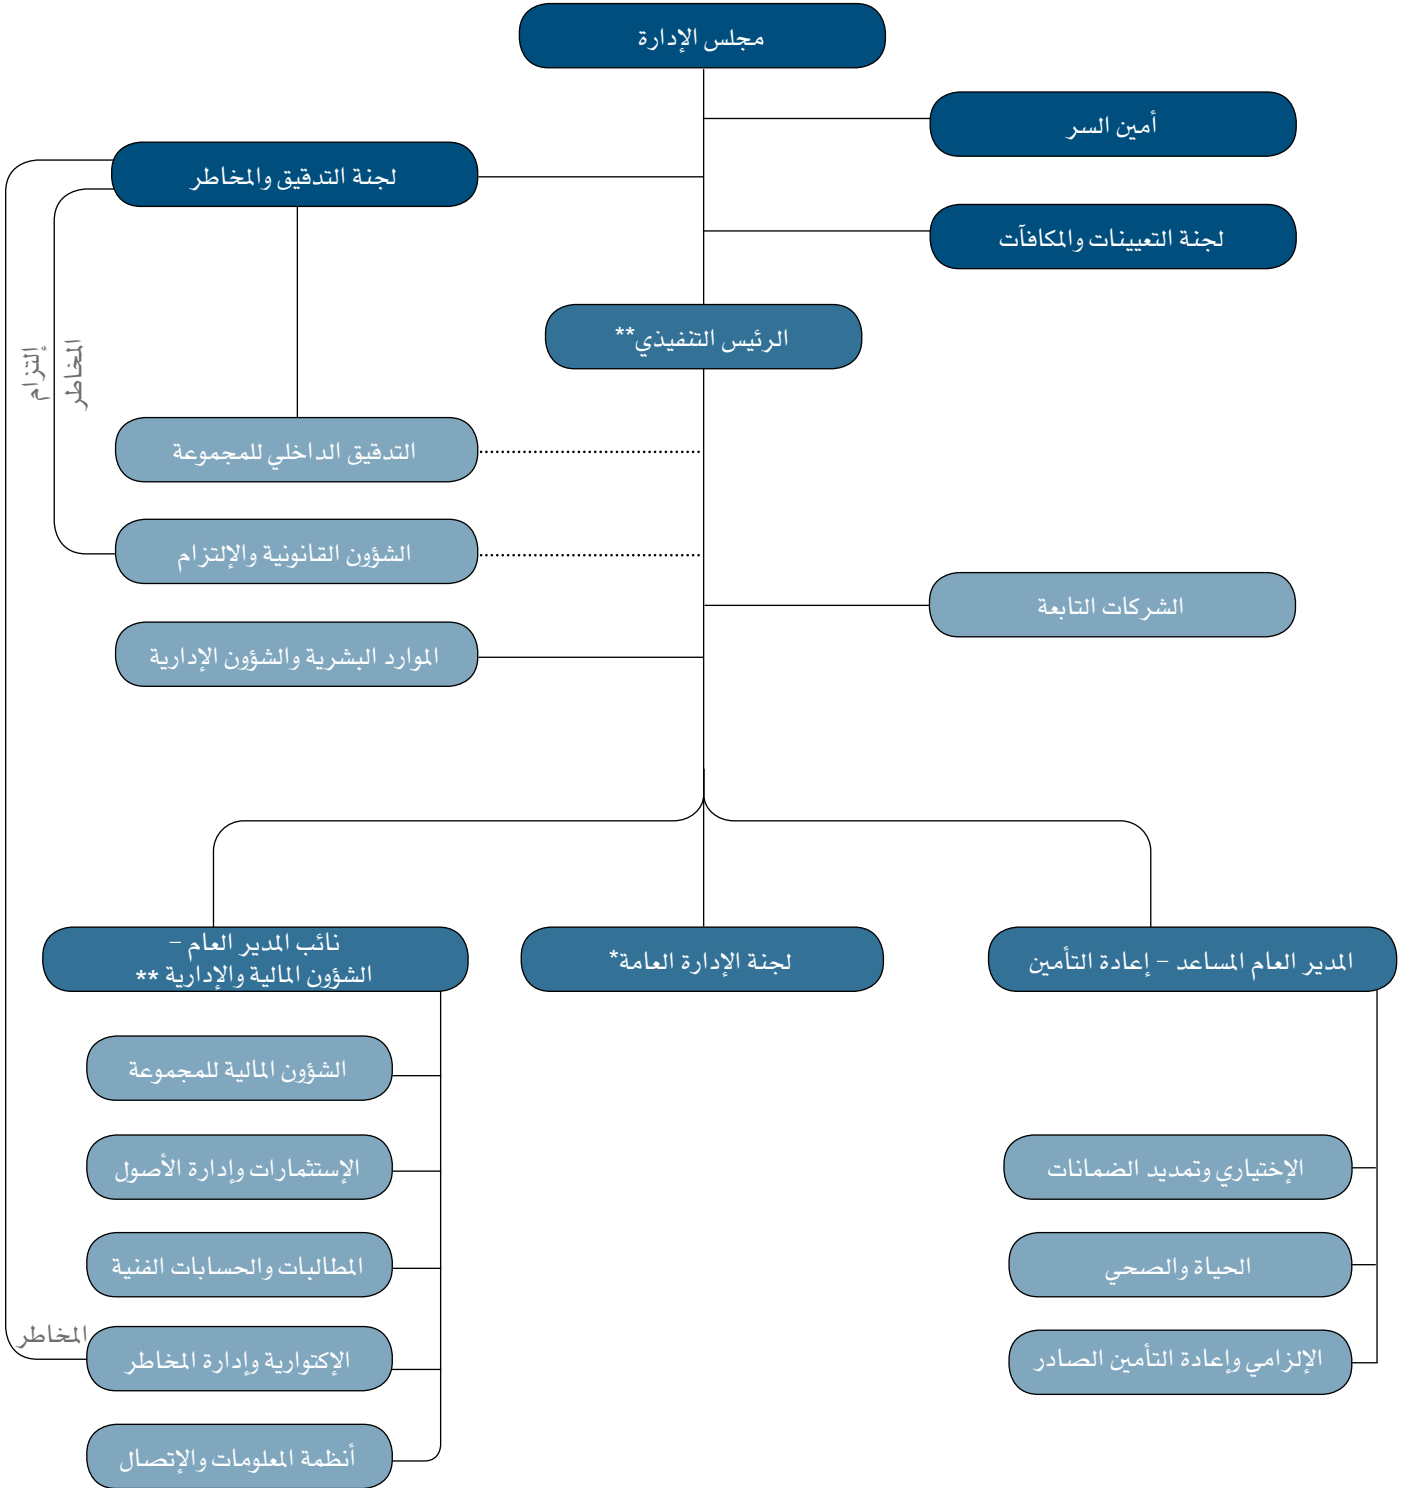 مجلس الإدارة
أمين السر
لجنة التدقيق والمخاطر
لجنة التعيينات والمكافآت
الرئيس التنفيذي**
إلتزام
المخاطر
التدقيق الداخلي للمجموعة
الشؤون القانونية والإلتزام
الشركات التابعة
الموارد البشرية والشؤون الإدارية
المدير العام المساعد – إعادة التأمين
لجنة الإدارة العامة*
نائب المدير العام –
الشؤون المالية والإدارية **
الشؤون المالية للمجموعة
الإختياري وتمديد الضمانات
الإستثمارات وإدارة الأصول
الحياة والصحي
المطالبات والحسابات الفنية
الإلزامي وإعادة التأمين الصادر
المخاطر
الإكتوارية وإدارة المخاطر
أنظمة المعلومات والإتصال